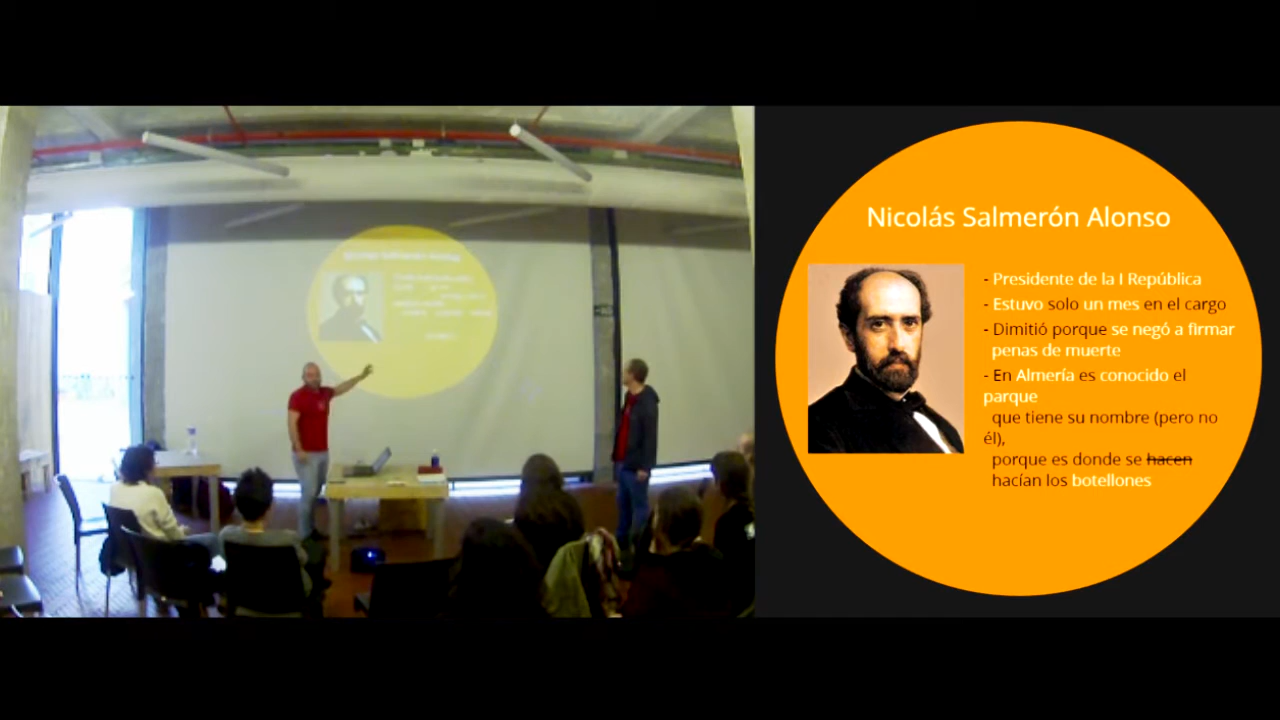 Nicolás Salmerón Alonso
- Presidente de la I República
- Estuvo solo un mes en el cargo
- Dimitió porque se negó a firmar
penas de muerte
- En Almería es conocido el
parque
que tiene su nombre (pero no
él),
porque es donde se hacen
hacían los botellones